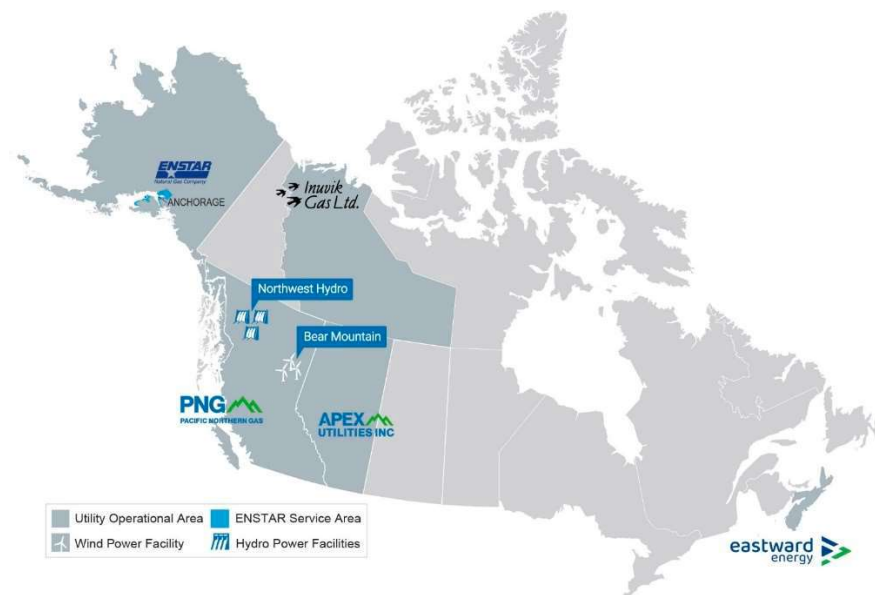 ENSTAR
Natural Gas Company
ANCHORAGE
Inuvik
Gas Ltd.
Northwest Hydro
Bear Mountain
PNG
PACIFIC NORTHERN GAS
APEX
UTILITIES INC
Utility Operational Area
ENSTAR Service Area
Wind Power Facility
Hydro Power Facilities
eastward
energy